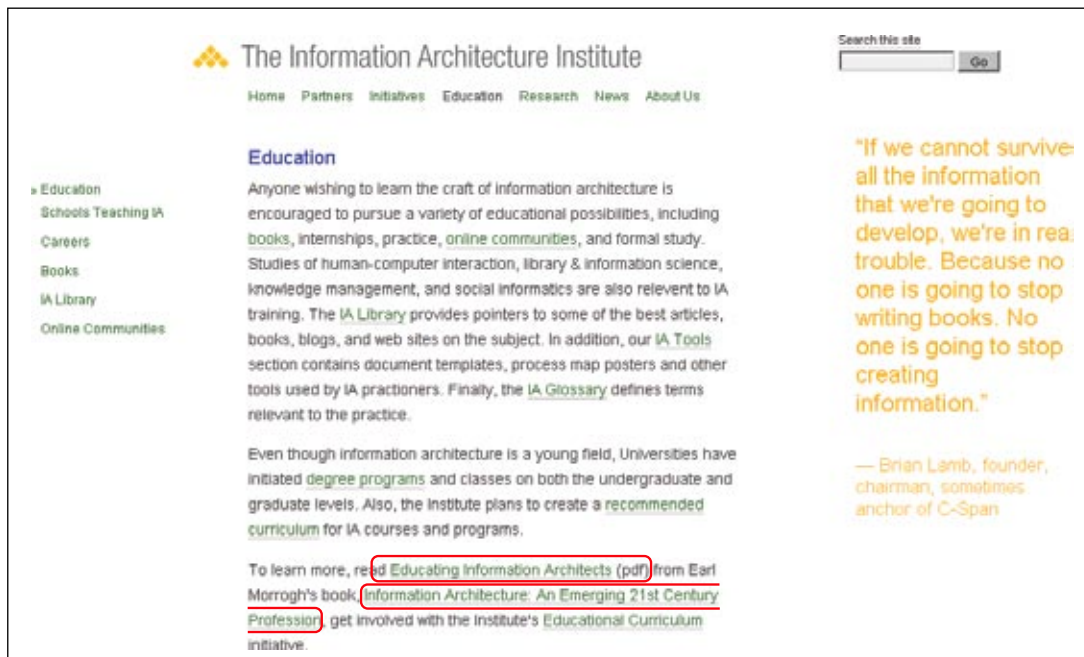 The Information Architecture Institute
Search this site
Go
Home Partners Initiatives Education Research News About Us
» Education
Schools Teaching IA
Careers
Books
IA Library
Online Communities
Education
Anyone wishing to learn the craft of information architecture is
encouraged to pursue a variety of educational possibilities, including
books, internships, practice, online communities, and formal study.
Studies of human-computer interaction, library & information science,
knowledge management, and social informatics are also relevent to IA
training. The IA Library provides pointers to some of the best articles,
books, blogs, and web sites on the subject. In addition, our IA Tools
section contains document templates, process map posters and other
tools used by IA practioners. Finally, the IA Glossary defines terms
relevant to the practice.
Even though information architecture is a young field, Universities have
initiated degree programs and classes on both the undergraduate and
graduate levels. Also, the Institute plans to create a recommended
curriculum for IA courses and programs.
To learn more, read Educating Information Architects (pdf) from Earl
Morrogh's book, Information Architecture: An Emerging 21st Century
Profession, get involved with the Institute's Educational Curriculum
initiative.
"If we cannot survive
all the information
that we're going to
develop, we're in rea
trouble. Because no
one is going to stop
writing books. No
one is going to stop
creating
information."
— Brian Lamb, founder,
chairman, sometimes
anchor of C-Span